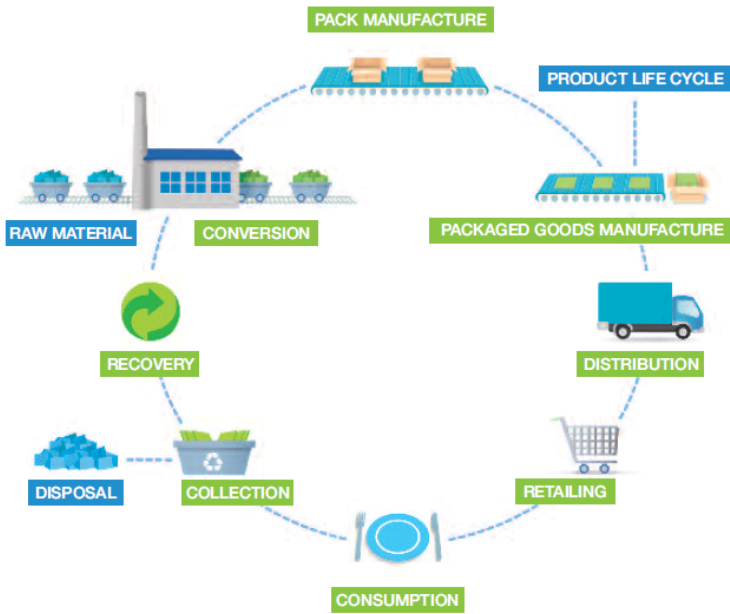 PACK MANUFACTURE
PRODUCT LIFE CYCLE
RAW MATERIAL
CONVERSION
PACKAGED GOODS MANUFACTURE
RECOVERY
DISTRIBUTION
DISPOSAL
COLLECTION
RETAILING
CONSUMPTION